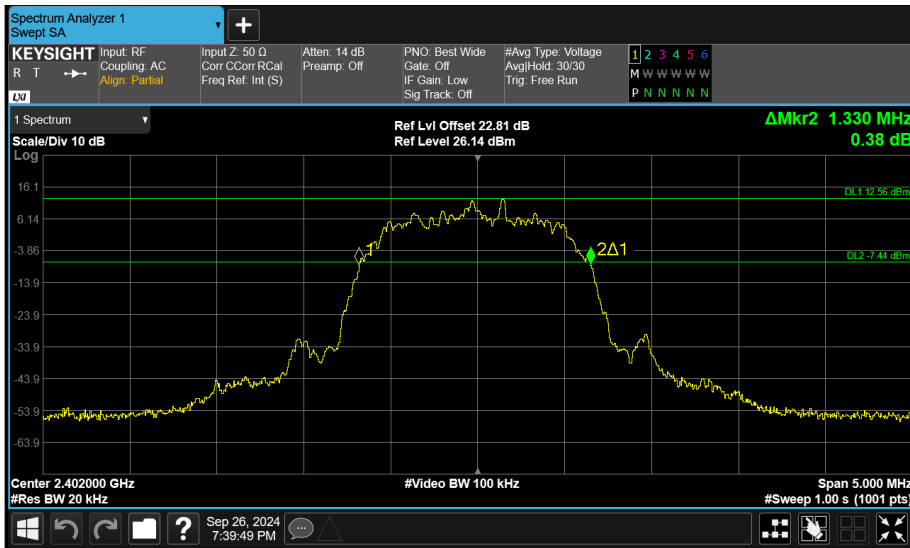 Spectrum Analyzer 1
Swept SA
▼
+
KEYSIGHT
R T
LXI
Input: RF
Coupling: AC
Align: Partial
Input Z: 50 Ω
Corr CCorr RCal
Freq Ref: Int (S)
Atten: 14 dB
Preamp: Off
PNO: Best Wide
Gate: Off
IF Gain: Low
Sig Track: Off
#Avg Type: Voltage
Avg|Hold: 30/30
Trig: Free Run
1 2 3 4 5 6
M W W W W W W
P N N N N N N
1 Spectrum ▼
Scale/Div 10 dB
Ref Lvl Offset 22.81 dB
Ref Level 26.14 dBm
ΔMkr2 1.330 MHz
0.38 dB
Log
16.1
DL1 12.56 dBm
6.14
-3.86
1
2Δ1
DL2 -7.44 dBm
-13.9
-23.9
-33.9
-43.9
-53.9
-63.9
Center 2.402000 GHz
#Video BW 100 kHz
Span 5.000 MHz
#Res BW 20 kHz
#Sweep 1.00 s (1001 pts)
?
Sep 26, 2024
7:39:49 PM